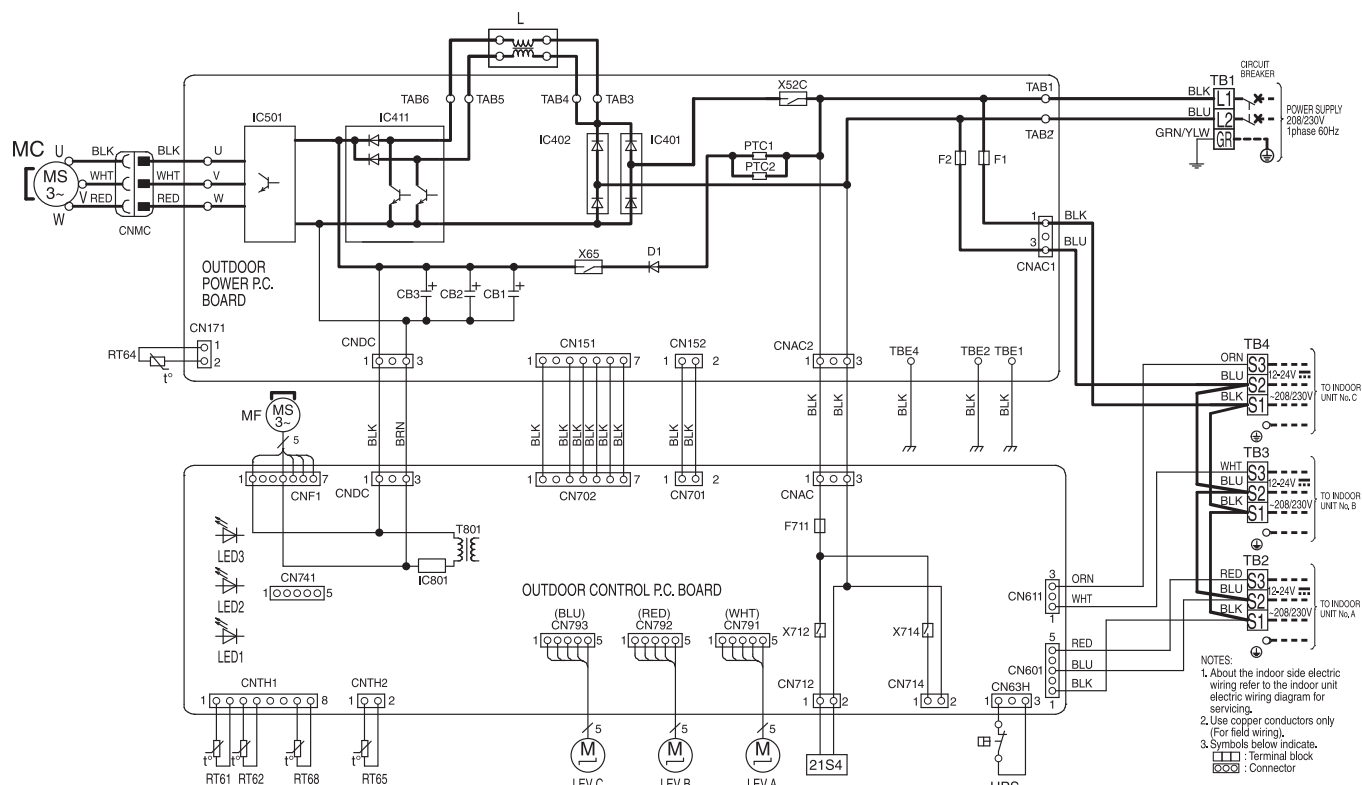 L
TAB6
TAB5
TAB4
TAB3
X52C
TAB1
TAB2
TB1
CIRCUIT
BREAKER
BLK
L1
BLU
L2
GRN/YLW
GR
POWER SUPPLY
208/230V
1phase 60Hz
IC501
IC411
IC402
IC401
PTC1
PTC2
F2
F1
MC
U
V
W
MS
3~
BLK
WHT
RED
BLK
WHT
RED
U
V
W
CNMC
OUTDOOR
POWER P.C.
BOARD
X65
D1
CB3
+
CB2
+
CB1
+
1
3
BLK
BLU
CNAC1
RT64
t°
CN171
1
2
CNDC
1
3
CN151
1
7
CN152
1
2
CNAC2
1
3
TBE4
TBE2
TBE1
MF
MS
3~
5
BLK
BRN
BLK
BLK
BLK
BLK
BLK
BLK
BLK
BLK
BLK
BLK
BLK
BLK
BLK
1
7
CNF1
CNDC
1
3
1
7
CN702
1
2
CN701
CNAC
1
3
TB4
ORN
S3
12-24V
BLU
S2
BLK
S1
~208/230V
TO INDOOR
UNIT No. C
TB3
WHT
S3
12-24V
BLU
S2
BLK
S1
~208/230V
TO INDOOR
UNIT No. B
TB2
RED
S3
12-24V
BLU
S2
BLK
S1
~208/230V
TO INDOOR
UNIT No. A
LED3
LED2
LED1
CN741
1
5
T801
IC801
F711
OUTDOOR CONTROL P.C. BOARD
(BLU)
CN793
1
5
(RED)
CN792
1
5
(WHT)
CN791
1
5
X712
X714
CN611
3
1
ORN
WHT
CN601
5
1
RED
BLU
BLK
CNTH1
1
8
CNTH2
1
2
CN712
1
2
CN714
1
2
CN63H
1
3
t°
t°
t°
t°
RT61
RT62
RT68
RT65
5
M
LEV C
5
M
LEV B
5
M
LEV A
21S4
HPS
NOTES:
1. About the indoor side electric
wiring refer to the indoor unit
electric wiring diagram for
servicing.
2. Use copper conductors only
(For field wiring).
3. Symbols below indicate.
: Terminal block
: Connector